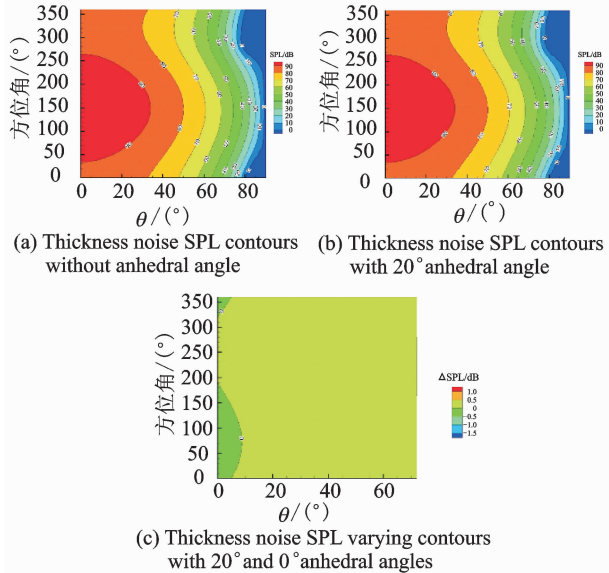 350
300
250
200
150
100
50
0
方位角/(°)
0 20 40 60 80
θ/(°)
SPL/dB
90
80
70
60
50
40
30
20
10
0
(a) Thickness noise SPL contours
without anhedral angle
350
300
250
200
150
100
50
0
方位角/(°)
0 20 40 60 80
θ/(°)
SPL/dB
90
80
70
60
50
40
30
20
10
0
(b) Thickness noise SPL contours
with 20°anhedral angle
350
300
250
200
150
100
50
0
方位角/(°)
0 20 40 60
θ/(°)
ΔSPL/dB
1.0
0.5
0
-0.5
-1.0
-1.5
(c) Thickness noise SPL varying contours
with 20°and 0°anhedral angles